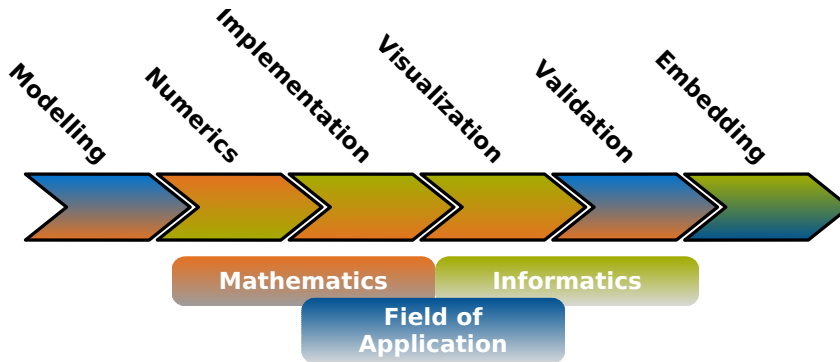 Modelling
Numerics
Implementation
Visualization
Validation
Embedding
Mathematics
Informatics
Field of
Application